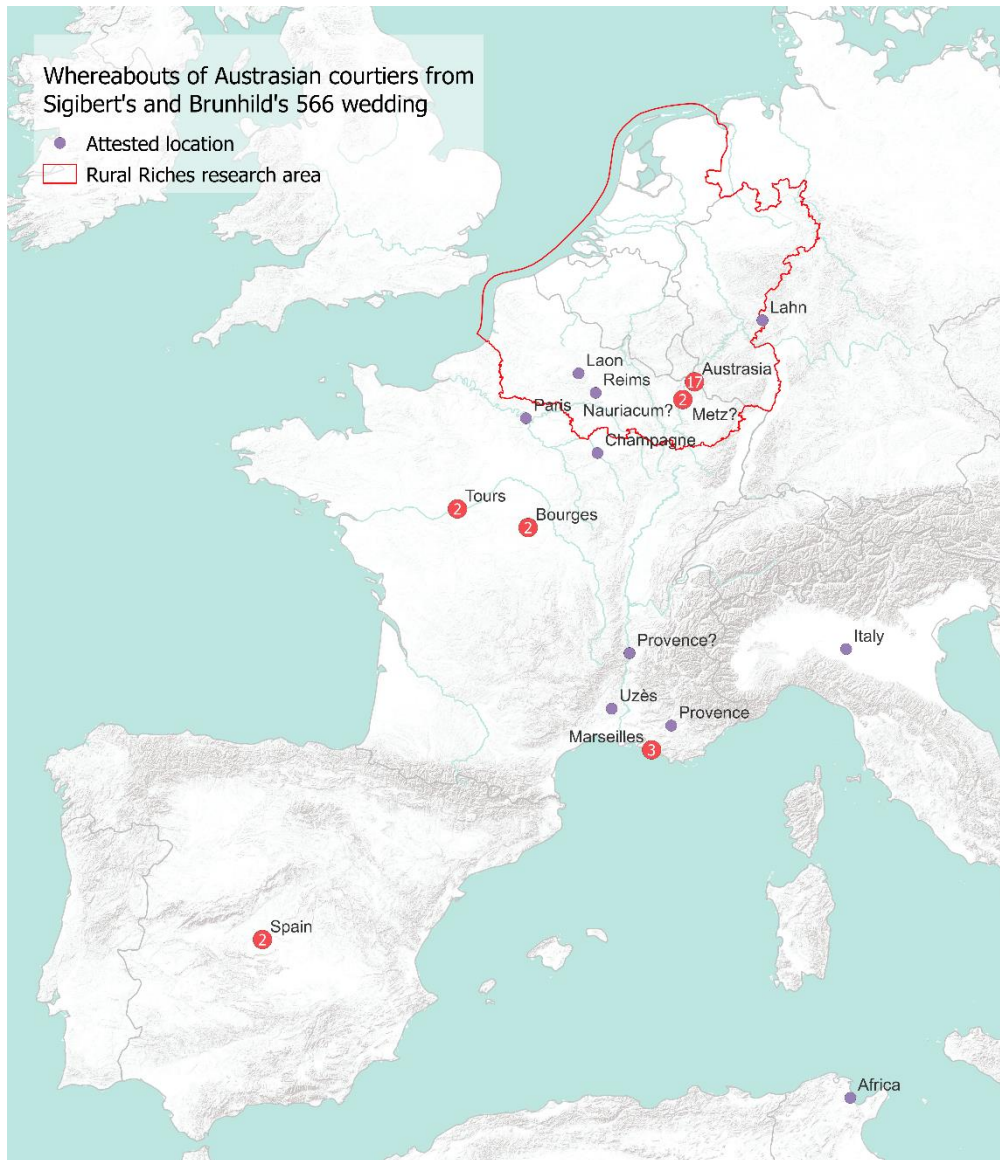 Whereabouts of Austrasian courtiers from
Sigibert's and Brunhild's 566 wedding
Attested location
Rural Riches research area
Lahn
Laon
Austrasia
17
Reims
2
Nauriacum?
Metz?
Paris
Champagne
Tours
2
Bourges
2
Provence?
Italy
Uzès
Provence
Marseilles
3
Spain
2
Africa